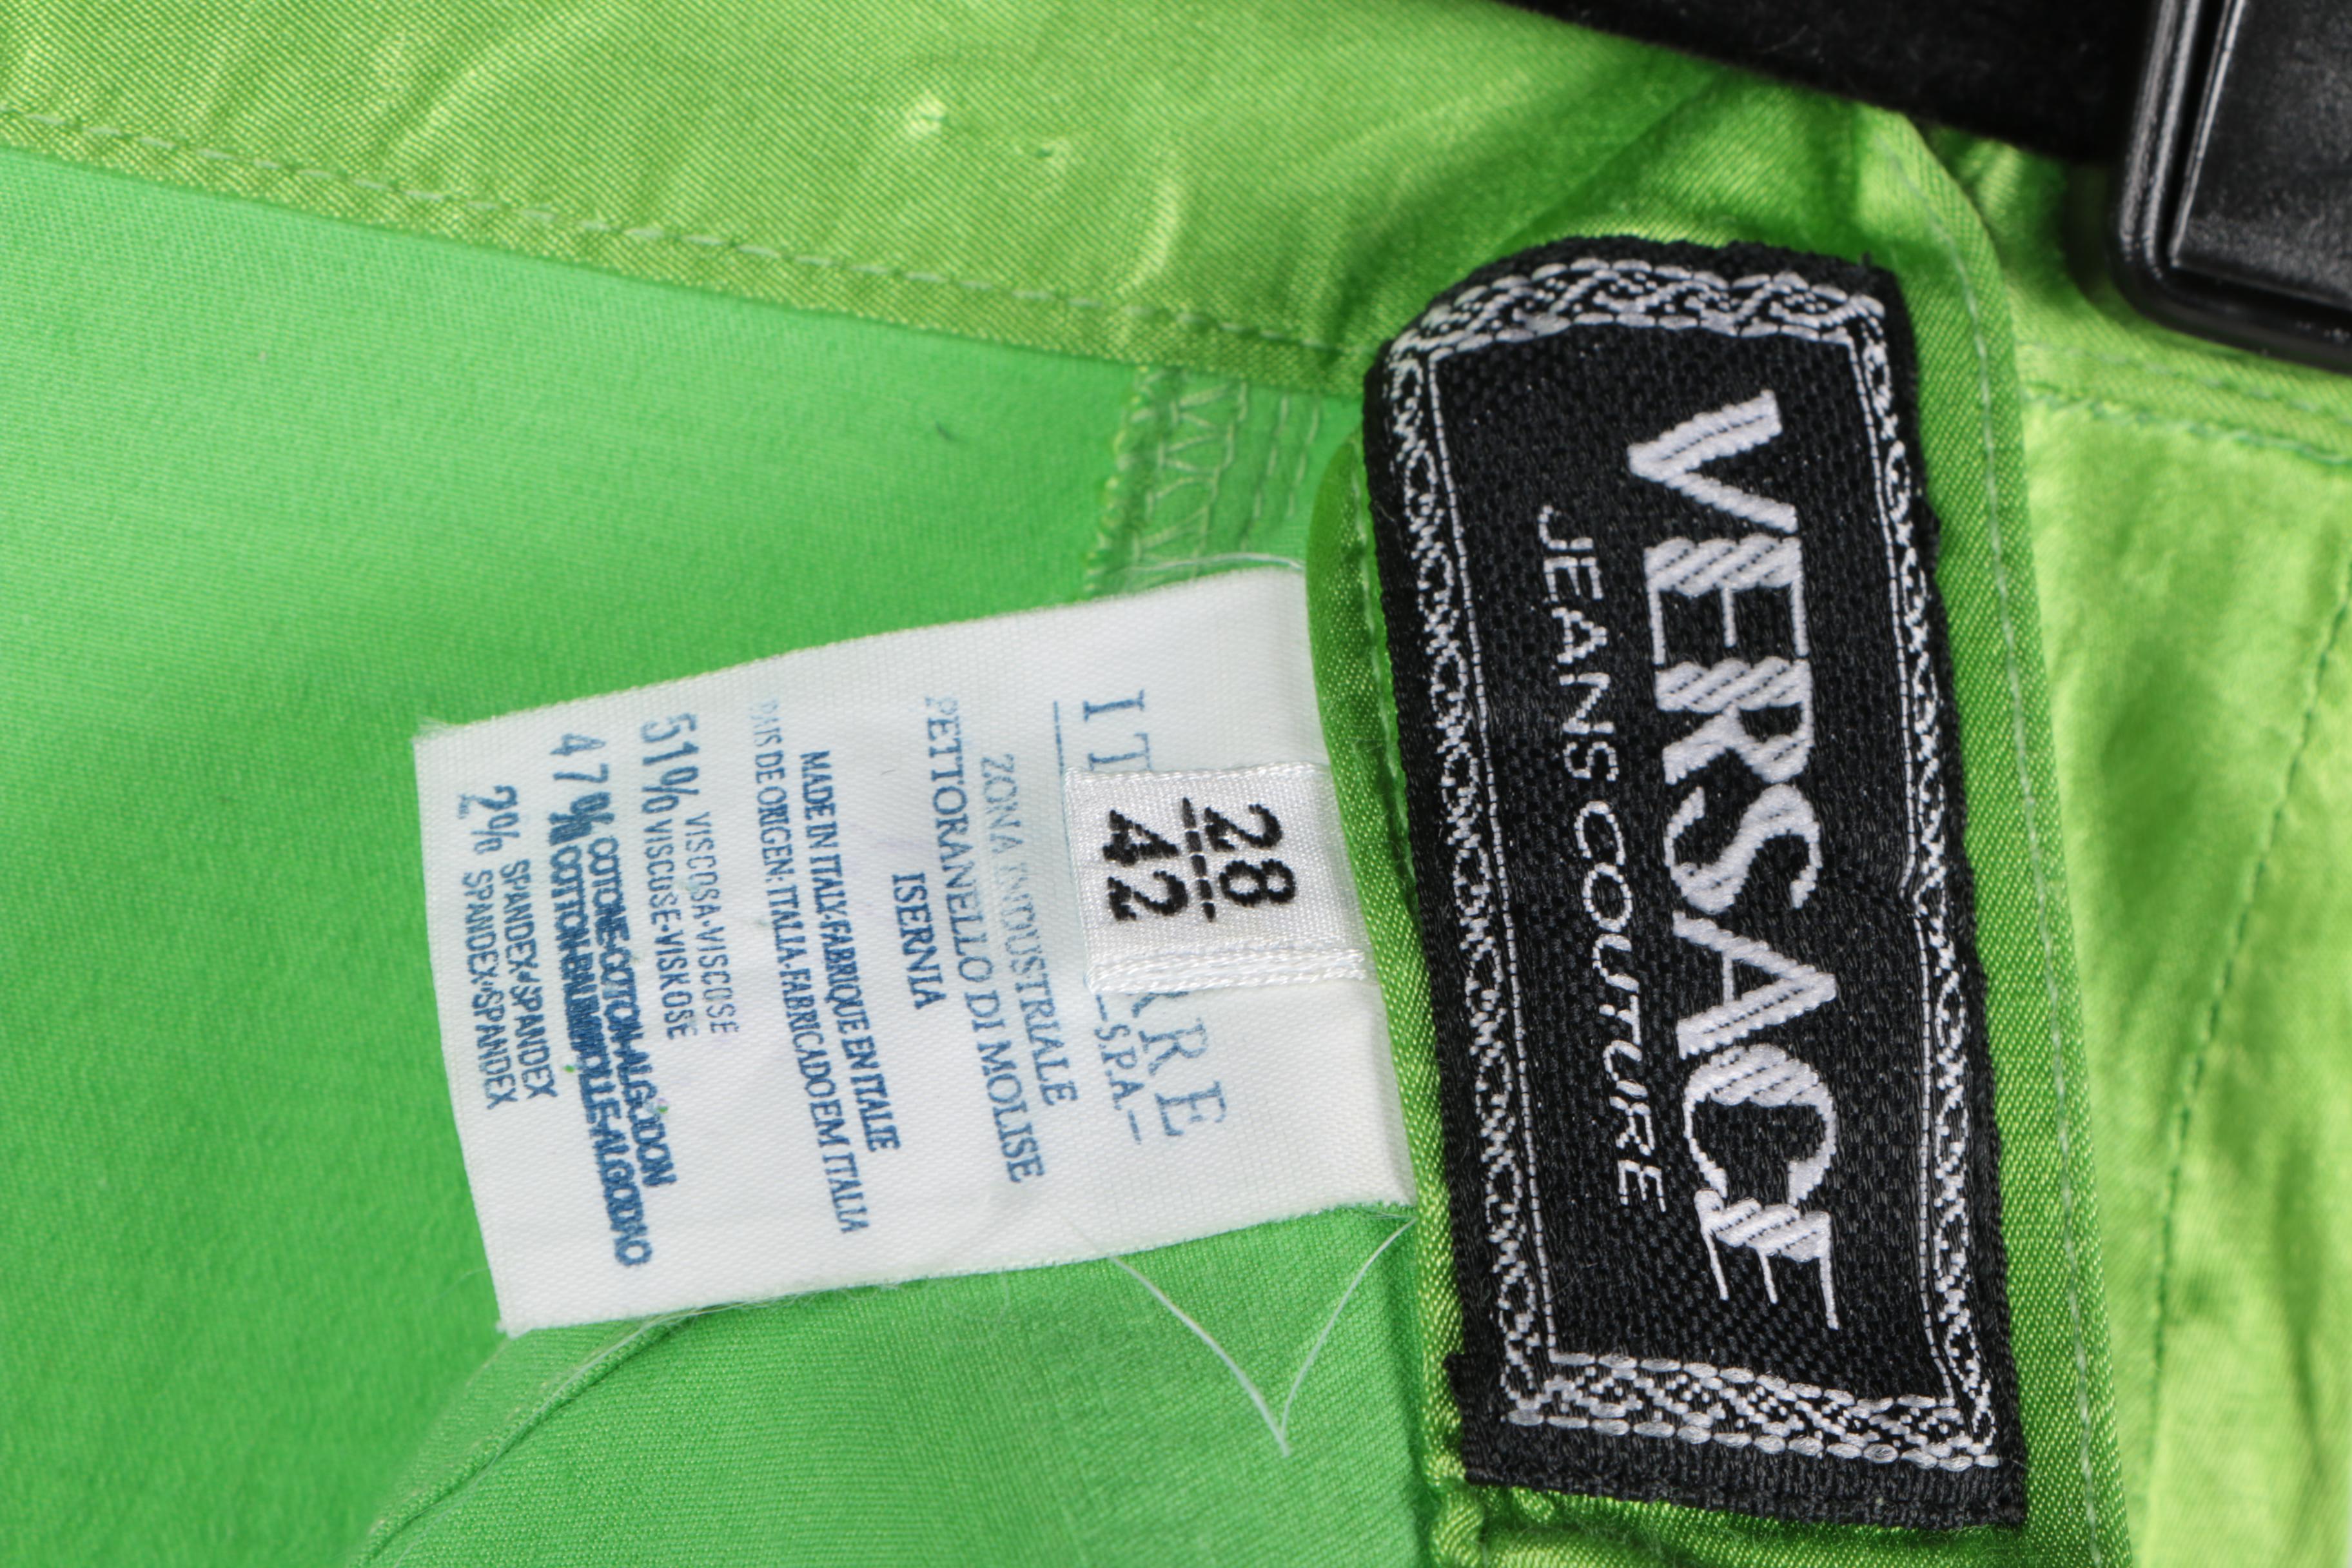 VERSACE
JEANS COUTURE
28
42
IT RRE
S.P.A.
ZONA INDUSTRIALE
PETTORANELLO DI MOLISE
ISERNIA
MADE IN ITALY-FABRIQUE EN ITALIE
PAIS DE ORIGEN: ITALIA-FABRICADO EM ITALIA
51% VISCOSA-VISCOSE
VISCOSE-VISKOSE
47% COTONE-COTON-ALGODON
COTTON-BAUMWOLLE-ALGODAO
2% SPANDEX-SPANDEX
SPANDEX-SPANDEX